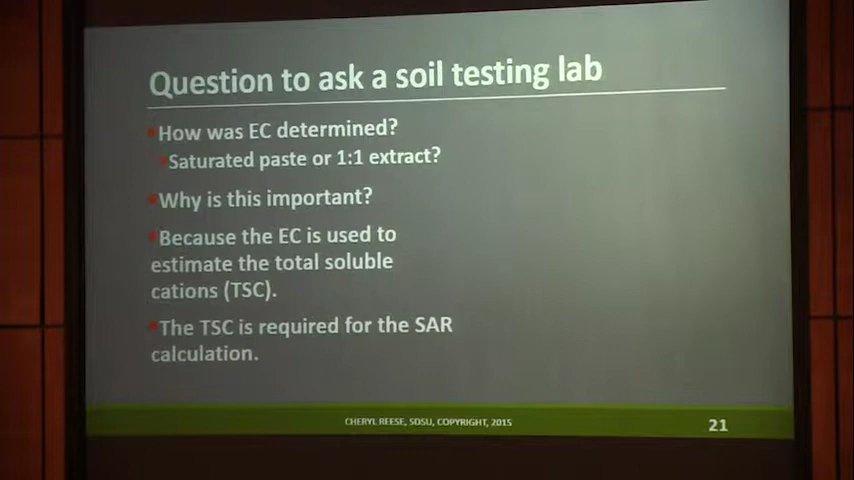 Question to ask a soil testing lab
How was EC determined?
Saturated paste or 1:1 extract?
Why is this important?
Because the EC is used to
estimate the total soluble
cations (TSC).
The TSC is required for the SAR
calculation.
CHERYL REESE, SDSU, COPYRIGHT, 2015
21